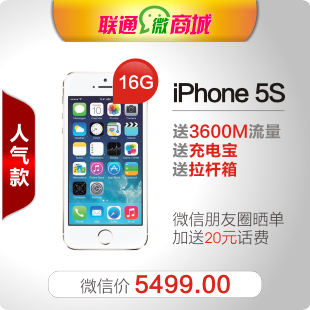 联通微商城
16G
人气款
iPhone 5S
送3600M流量
送充电宝
送拉杆箱
微信朋友圈晒单
加送20元话费
微信价 5499.00